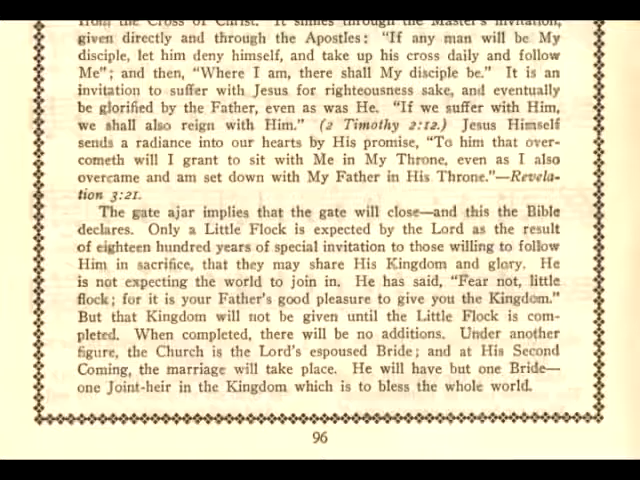 from the Cross of Christ. It shines through the Master's invitation,
given directly and through the Apostles: "If any man will be My
disciple, let him deny himself, and take up his cross daily and follow
Me"; and then, "Where I am, there shall My disciple be." It is an
invitation to suffer with Jesus for righteousness sake, and eventually
be glorified by the Father, even as was He. "If we suffer with Him,
we shall also reign with Him." (2 Timothy 2:12.) Jesus Himself
sends a radiance into our hearts by His promise, "To him that over-
cometh will I grant to sit with Me in My Throne, even as I also
overcame and am set down with My Father in His Throne."—Revela-
tion 3:21.
The gate ajar implies that the gate will close—and this the Bible
declares. Only a Little Flock is expected by the Lord as the result
of eighteen hundred years of special invitation to those willing to follow
Him in sacrifice, that they may share His Kingdom and glory. He
is not expecting the world to join in. He has said, "Fear not, little
flock; for it is your Father's good pleasure to give you the Kingdom."
But that Kingdom will not be given until the Little Flock is com-
pleted. When completed, there will be no additions. Under another
figure, the Church is the Lord's espoused Bride; and at His Second
Coming, the marriage will take place. He will have but one Bride—
one Joint-heir in the Kingdom which is to bless the whole world.
96